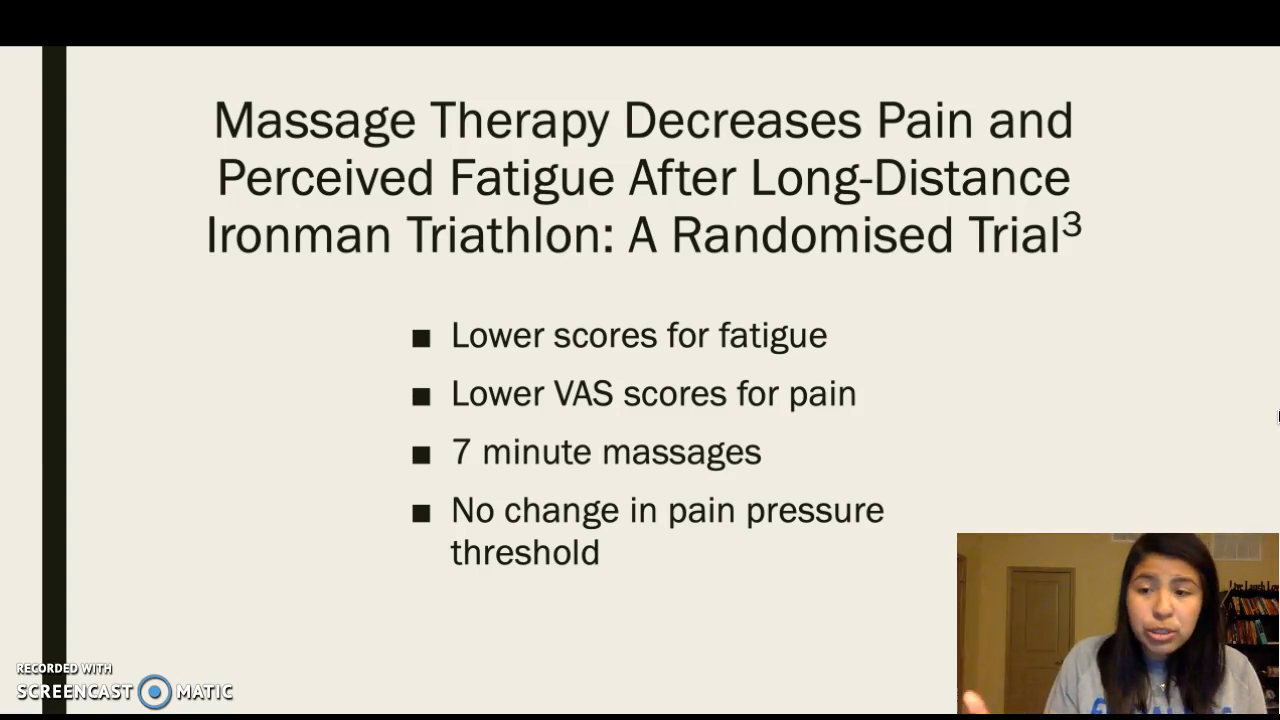 Massage Therapy Decreases Pain and
Perceived Fatigue After Long-Distance
Ironman Triathlon: A Randomised Trial³
■ Lower scores for fatigue
■ Lower VAS scores for pain
■ 7 minute massages
■ No change in pain pressure
threshold
RECORDED WITH
SCREENCAST MATIC